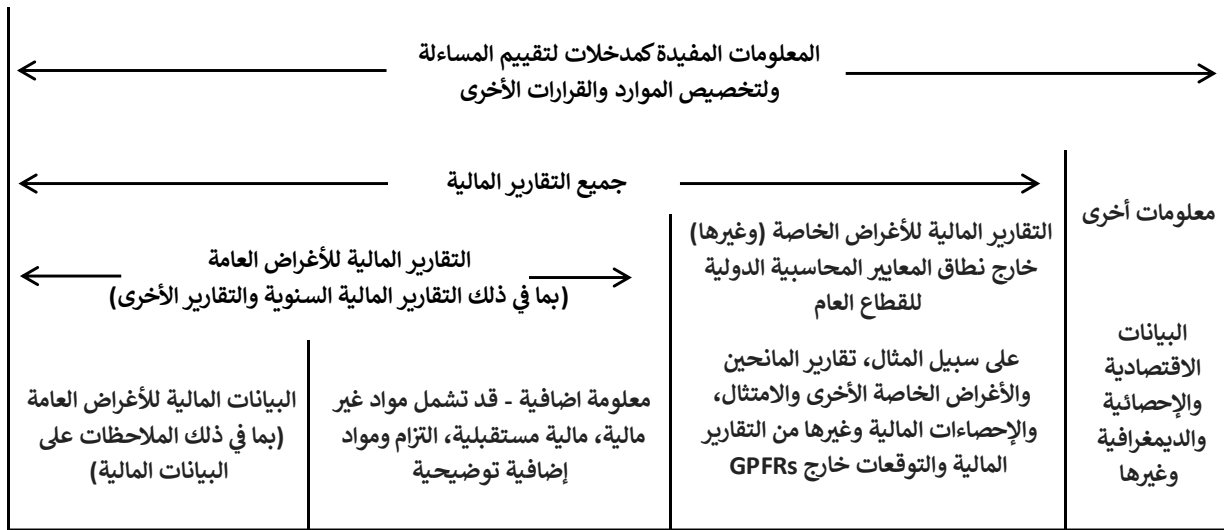 المعلومات المفيدة كمدخلات لتقييم المساءلة
ولتخصيص الموارد والقرارات الأخرى
جميع التقارير المالية
معلومات أخرى
التقارير المالية للأغراض الخاصة (وغيرها)
خارج نطاق المعايير المحاسبية الدولية
للقطاع العام
التقارير المالية للأغراض العامة
(بما في ذلك التقارير المالية السنوية والتقارير الأخرى)
البيانات
الاقتصادية
والإحصائية
والديمغرافية
وغيرها
على سبيل المثال، تقارير المانحين
والأغراض الخاصة الأخرى والامتثال،
والإحصاءات المالية وغيرها من التقارير
المالية والتوقعات خارج GPFRs
معلومة اضافية - قد تشمل مواد غير
مالية، مالية مستقبلية، التزام ومواد
إضافية توضيحية
البيانات المالية للأغراض العامة
(بما في ذلك الملاحظات على
البيانات المالية)